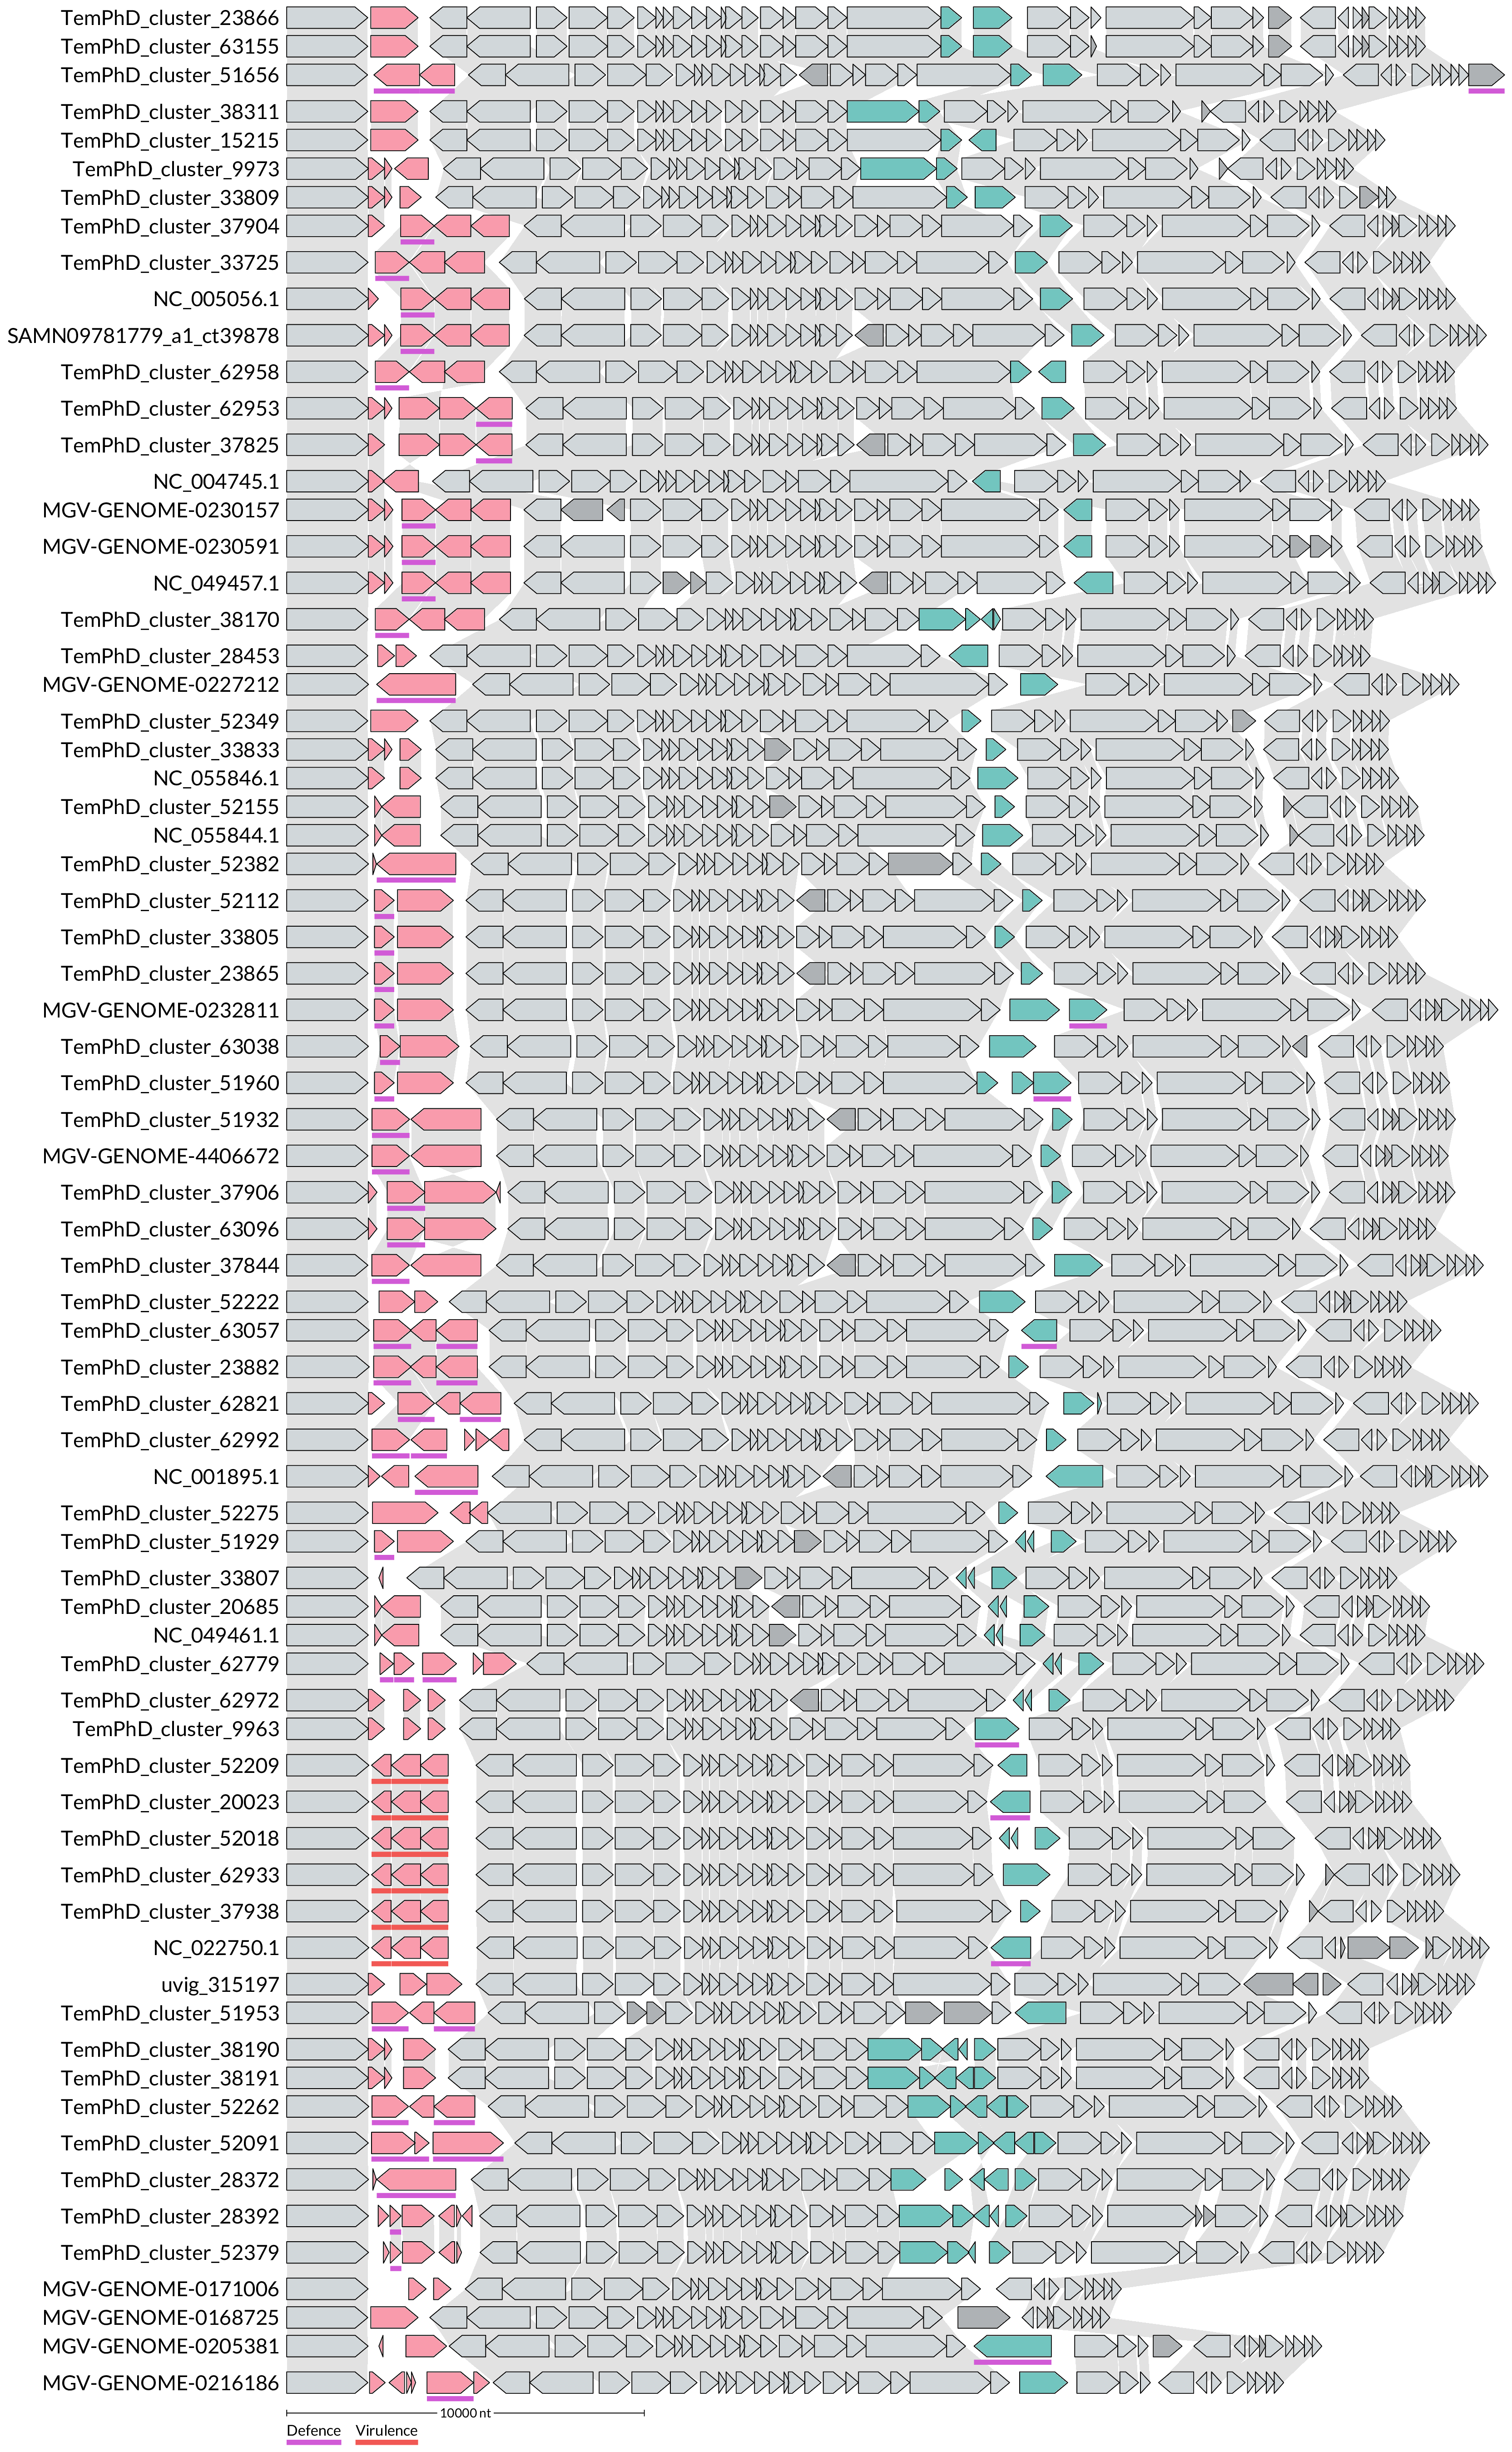 TemPhD_cluster_23866
TemPhD_cluster_63155
TemPhD_cluster_51656
TemPhD_cluster_38311
TemPhD_cluster_15215
TemPhD_cluster_9973
TemPhD_cluster_33809
TemPhD_cluster_37904
TemPhD_cluster_33725
NC_005056.1
SAMN09781779_a1_ct39878
TemPhD_cluster_62958
TemPhD_cluster_62953
TemPhD_cluster_37825
NC_004745.1
MGV-GENOME-0230157
MGV-GENOME-0230591
NC_049457.1
TemPhD_cluster_38170
TemPhD_cluster_28453
MGV-GENOME-0227212
TemPhD_cluster_52349
TemPhD_cluster_33833
NC_055846.1
TemPhD_cluster_52155
NC_055844.1
TemPhD_cluster_52382
TemPhD_cluster_52112
TemPhD_cluster_33805
TemPhD_cluster_23865
MGV-GENOME-0232811
TemPhD_cluster_63038
TemPhD_cluster_51960
TemPhD_cluster_51932
MGV-GENOME-4406672
TemPhD_cluster_37906
TemPhD_cluster_63096
TemPhD_cluster_37844
TemPhD_cluster_52222
TemPhD_cluster_63057
TemPhD_cluster_23882
TemPhD_cluster_62821
TemPhD_cluster_62992
NC_001895.1
TemPhD_cluster_52275
TemPhD_cluster_51929
TemPhD_cluster_33807
TemPhD_cluster_20685
NC_049461.1
TemPhD_cluster_62779
TemPhD_cluster_62972
TemPhD_cluster_9963
TemPhD_cluster_52209
TemPhD_cluster_20023
TemPhD_cluster_52018
TemPhD_cluster_62933
TemPhD_cluster_37938
NC_022750.1
uvig_315197
TemPhD_cluster_51953
TemPhD_cluster_38190
TemPhD_cluster_38191
TemPhD_cluster_52262
TemPhD_cluster_52091
TemPhD_cluster_28372
TemPhD_cluster_28392
TemPhD_cluster_52379
MGV-GENOME-0171006
MGV-GENOME-0168725
MGV-GENOME-0205381
MGV-GENOME-0216186
10000 nt
Defence Virulence